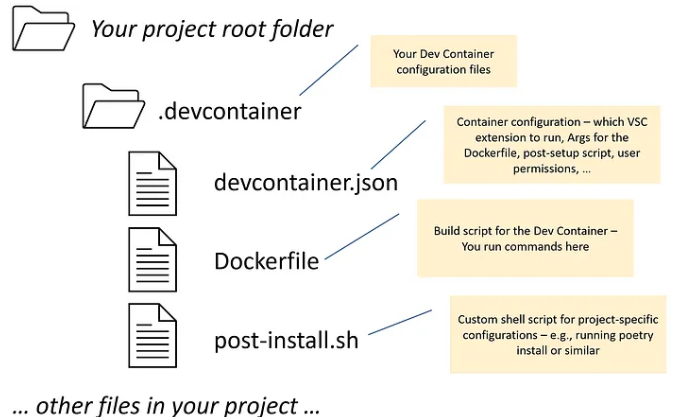 Your project root folder
Your Dev Container
configuration files
.devcontainer
Container configuration – which VSC
extension to run, Args for the
Dockerfile, post-setup script, user
permissions, ...
devcontainer.json
Build script for the Dev Container –
You run commands here
Dockerfile
Custom shell script for project-specific
configurations – e.g., running poetry
install or similar
post-install.sh
... other files in your project ...